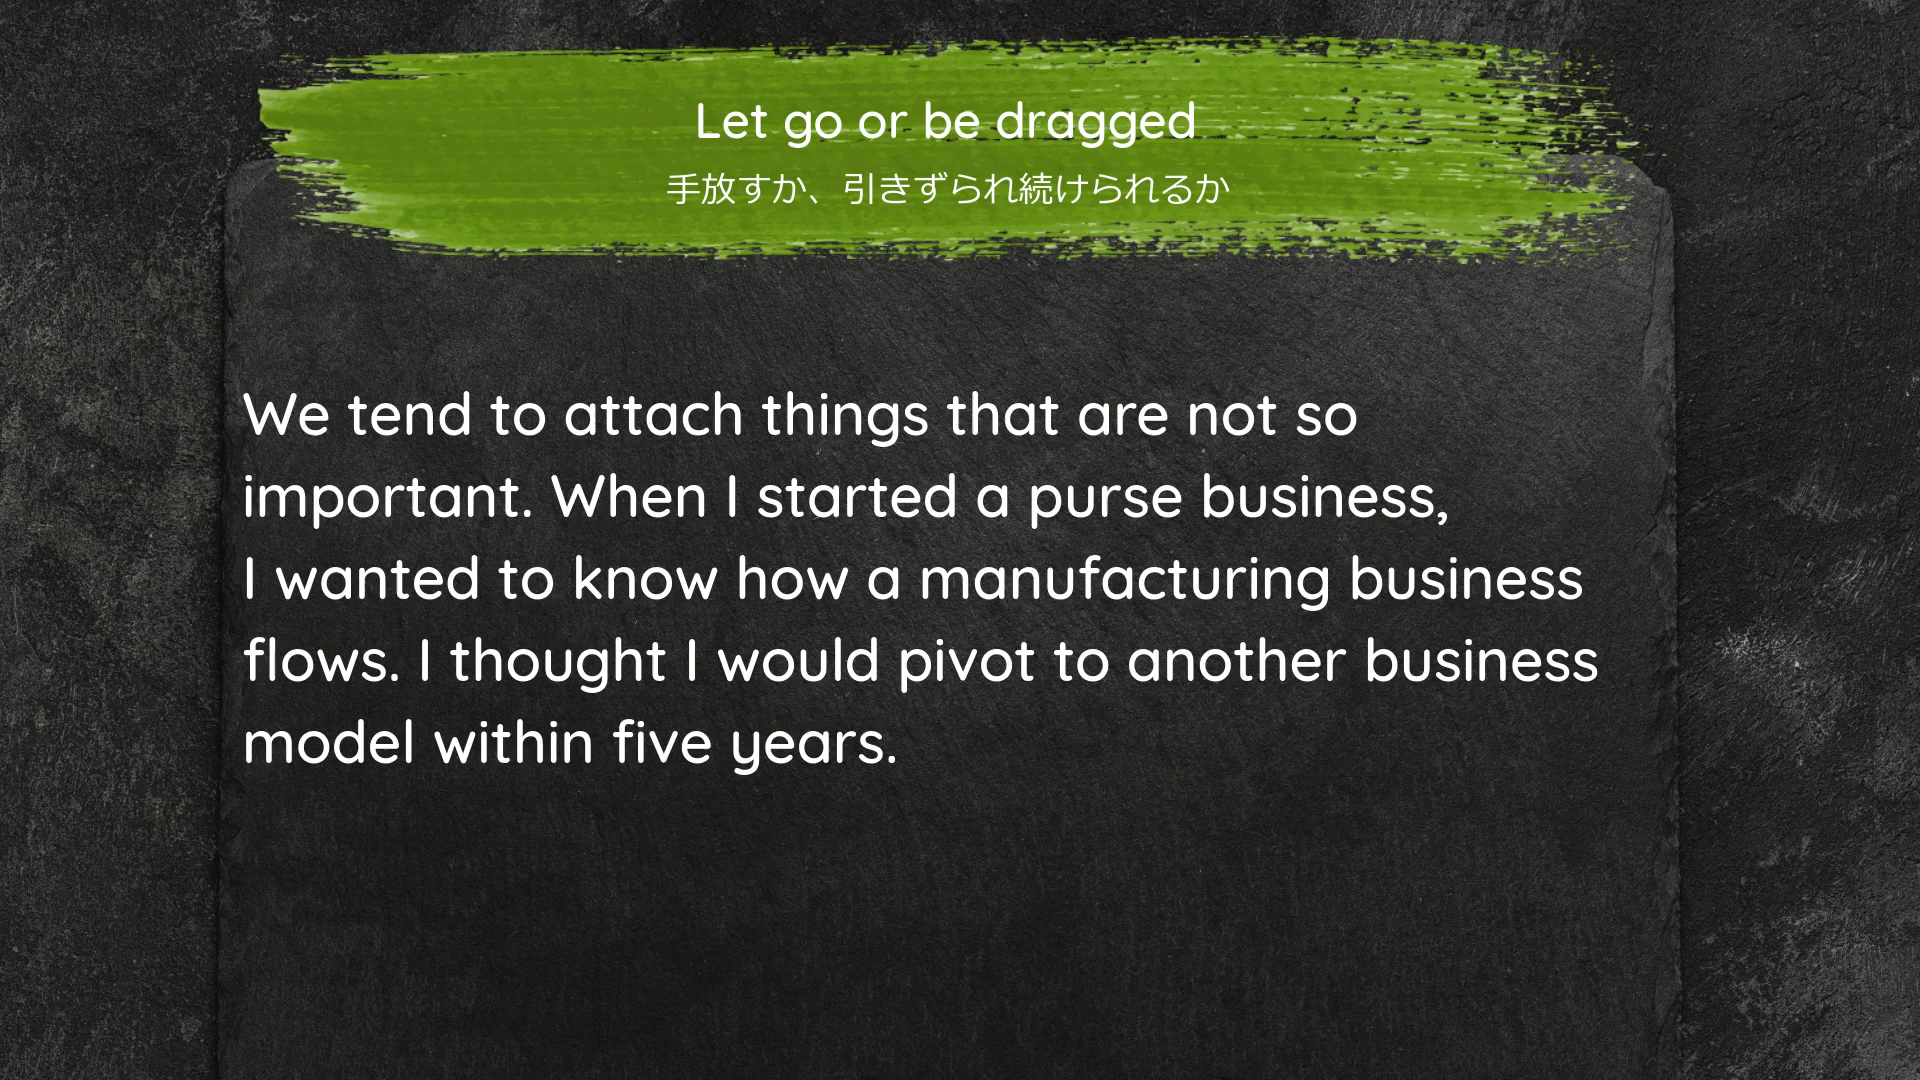 Let go or be dragged
手放すか、引きずられ続けられるか
We tend to attach things that are not so
important. When I started a purse business,
I wanted to know how a manufacturing business
flows. I thought I would pivot to another business
model within five years.